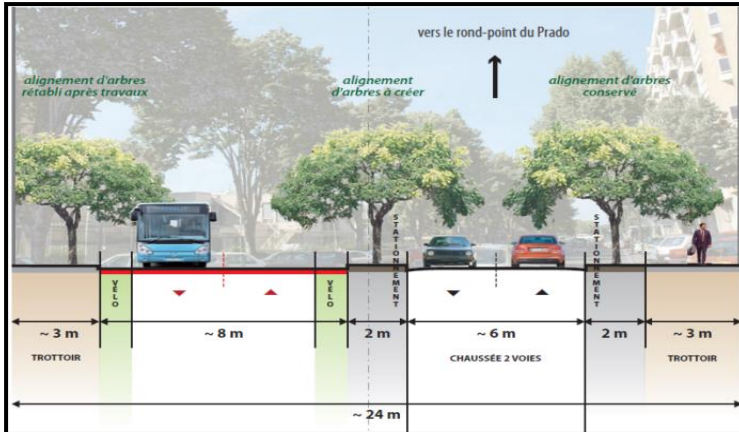 vers le rond-point du Prado
alignement d'arbres
rétabli après travaux
alignement
d'arbres à créer
alignement d'arbres
conservé
STATIONNEMENT
STATIONNEMENT
VÉLO
VÉLO
~ 3 m
~ 8 m
2 m
~ 6 m
2 m
~ 3 m
TROTTOIR
CHAUSSÉE 2 VOIES
TROTTOIR
~ 24 m